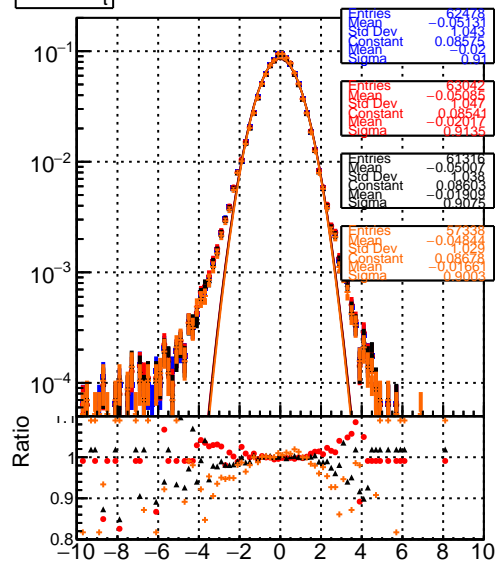 t
Entries 62478
Mean −0.05131
Std Dev 1.043
Constant 0.08575
Mean −0.02
Sigma 0.91
Entries 63042
Mean −0.05085
Std Dev 1.047
Constant 0.08541
Mean −0.02017
Sigma 0.9135
Entries 61316
Mean −0.05007
Std Dev 1.038
Constant 0.08603
Mean −0.01909
Sigma 0.9075
Entries 57338
Mean −0.04844
Std Dev 1.029
Constant 0.08678
Mean −0.01661
Sigma 0.9003
10−1
10−2
10−3
10−4
1.1
1
0.9
0.8
Ratio
−10 −8 −6 −4 −2 0 2 4 6 8 10